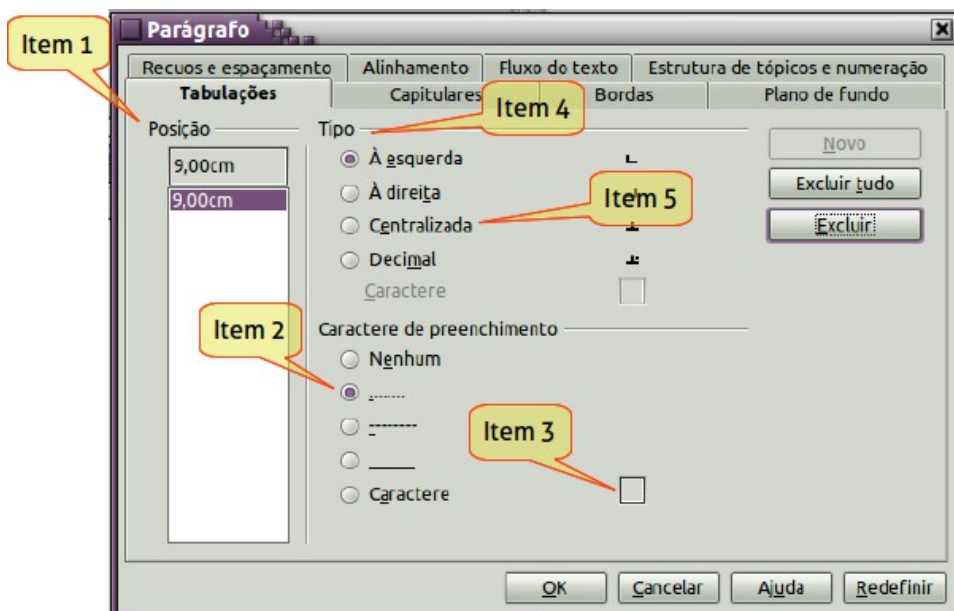 Item 1
Parágrafo
Recuos e espaçamento Alinhamento Fluxo do texto Estrutura de tópicos e numeração
Tabulações Capitulares Bordas Plano de fundo
Item 4
Posição Tipo
9,00cm
9,00cm
À esquerda
À direita
Centralizada
Decimal
Caractere
Item 5
Novo
Excluir tudo
Excluir
Item 2
Caractere de preenchimento
Nenhum
.......
--------
______
Caractere
Item 3
OK Cancelar Ajuda Redefinir